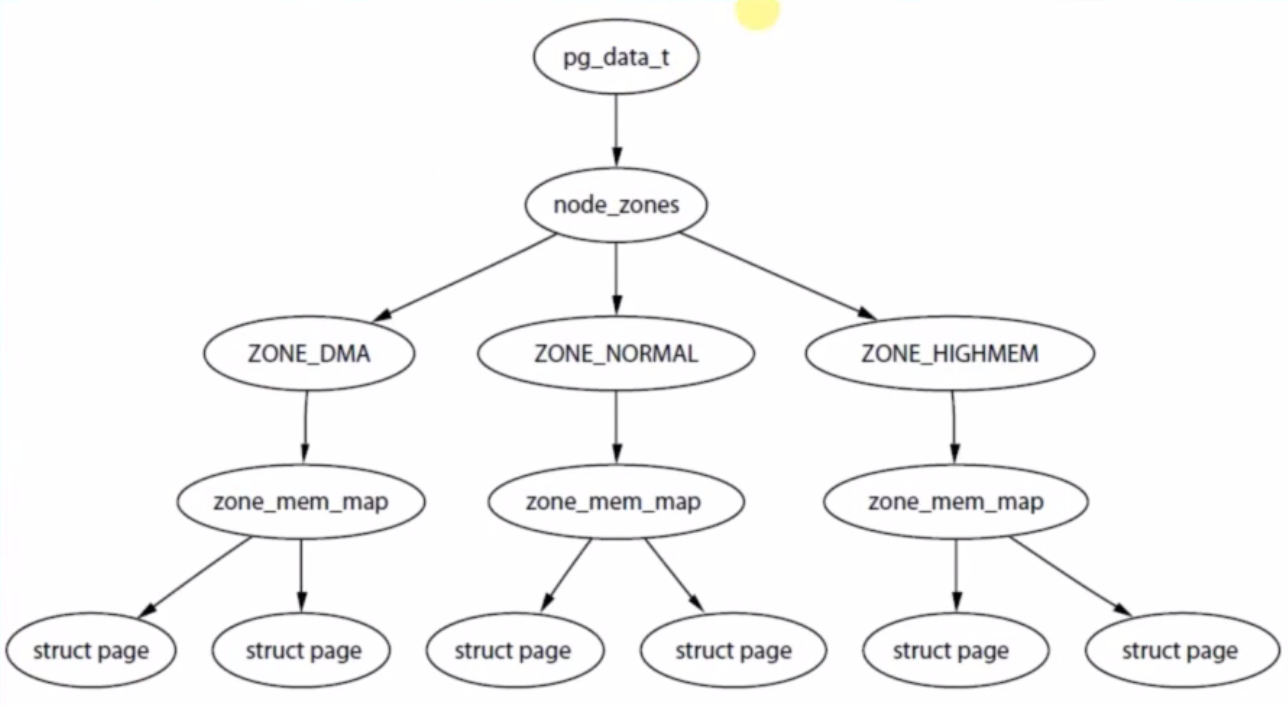 pg_data_t
node_zones
ZONE_DMA
ZONE_NORMAL
ZONE_HIGHMEM
zone_mem_map
zone_mem_map
zone_mem_map
struct page
struct page
struct page
struct page
struct page
struct page